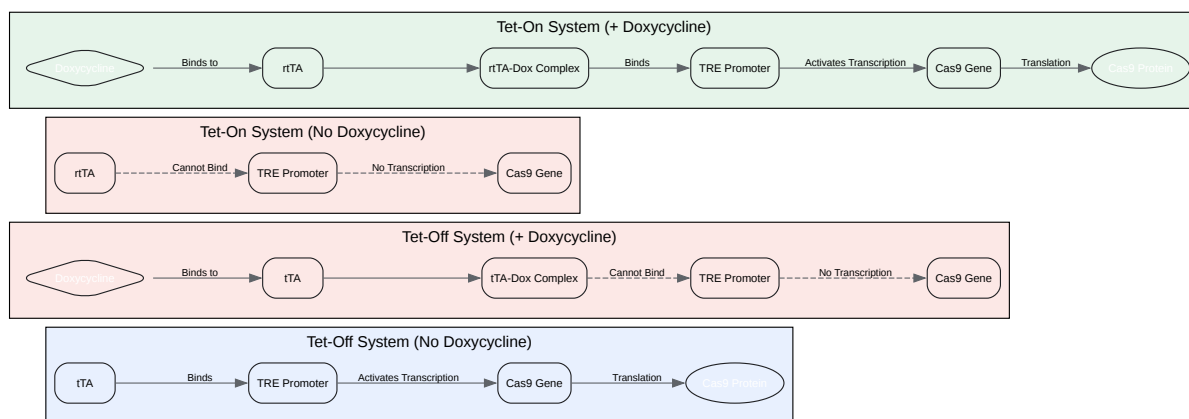 Tet-On System (+ Doxycycline)
Doxycycline Binds to rtTA rtTA-Dox Complex Binds TRE Promoter Activates Transcription Cas9 Gene Translation Cas9 Protein
Tet-On System (No Doxycycline)
rtTA Cannot Bind TRE Promoter No Transcription Cas9 Gene
Tet-Off System (+ Doxycycline)
Doxycycline Binds to tTA tTA-Dox Complex Cannot Bind TRE Promoter No Transcription Cas9 Gene
Tet-Off System (No Doxycycline)
tTA Binds TRE Promoter Activates Transcription Cas9 Gene Translation Cas9 Protein